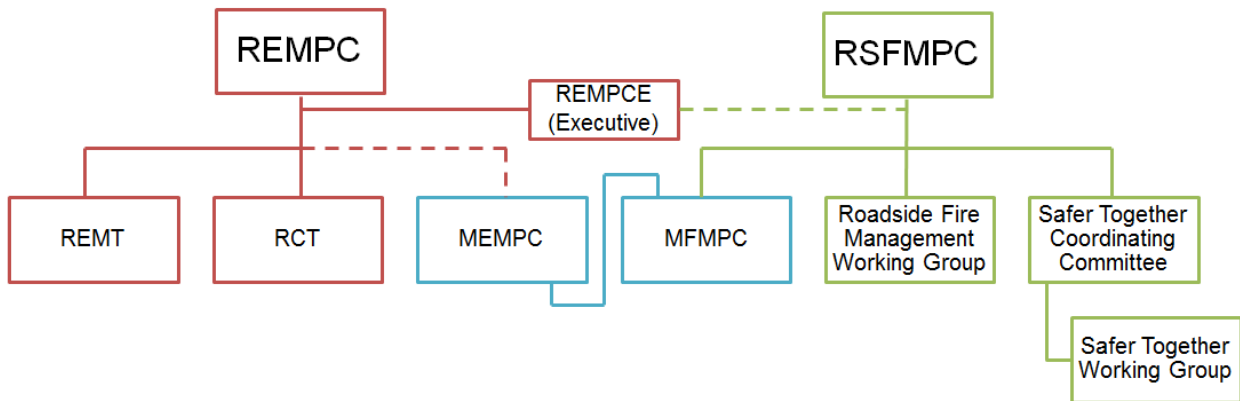 REMPC
RSFMPC
REMPCE
(Executive)
REMT
RCT
MEMPC
MFMPC
Roadside Fire
Management
Working Group
Safer Together
Coordinating
Committee
Safer Together
Working Group